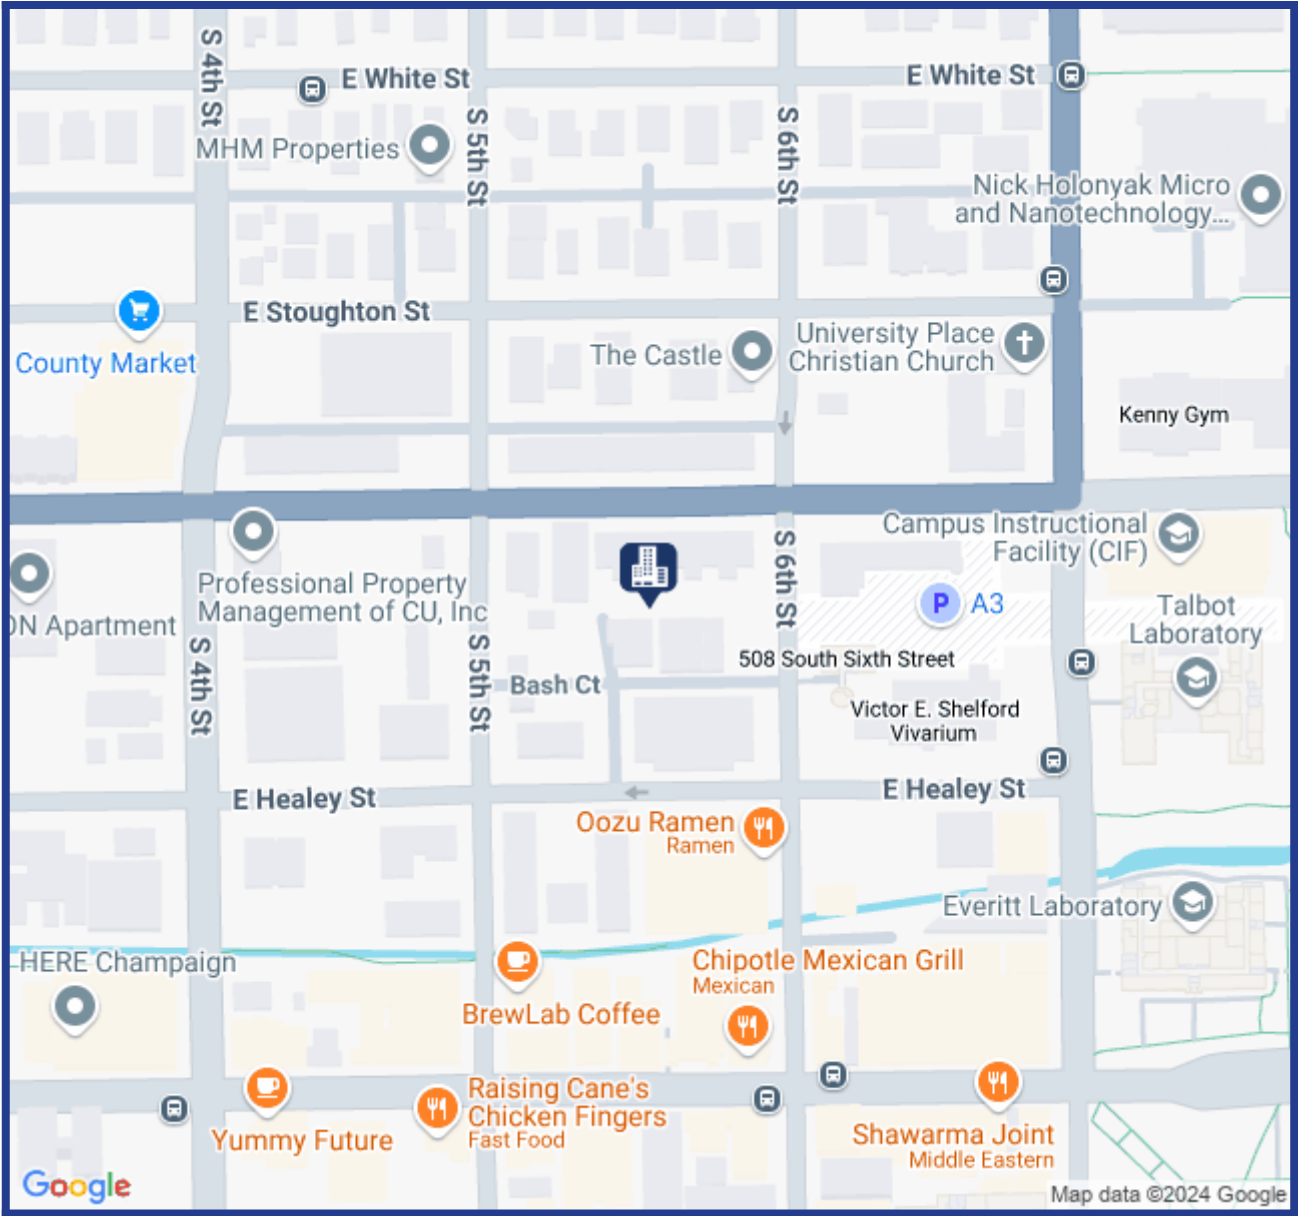 S 4th St
E White St
E White St
S 5th St
S 6th St
MHM Properties
Nick Holonyak Micro
and Nanotechnology...
E Stoughton St
County Market
The Castle
University Place
Christian Church
Kenny Gym
Campus Instructional
Facility (CIF)
S 6th St
Professional Property
Management of CU, Inc
P
A3
Talbot
Laboratory
ON Apartment
S 4th St
S 5th St
508 South Sixth Street
Bash Ct
Victor E. Shelford
Vivarium
E Healey St
E Healey St
Oozu Ramen
Ramen
Everitt Laboratory
HERE Champaign
Chipotle Mexican Grill
Mexican
BrewLab Coffee
Raising Cane's
Chicken Fingers
Fast Food
Yummy Future
Shawarma Joint
Middle Eastern
Google
Map data ©2024 Google